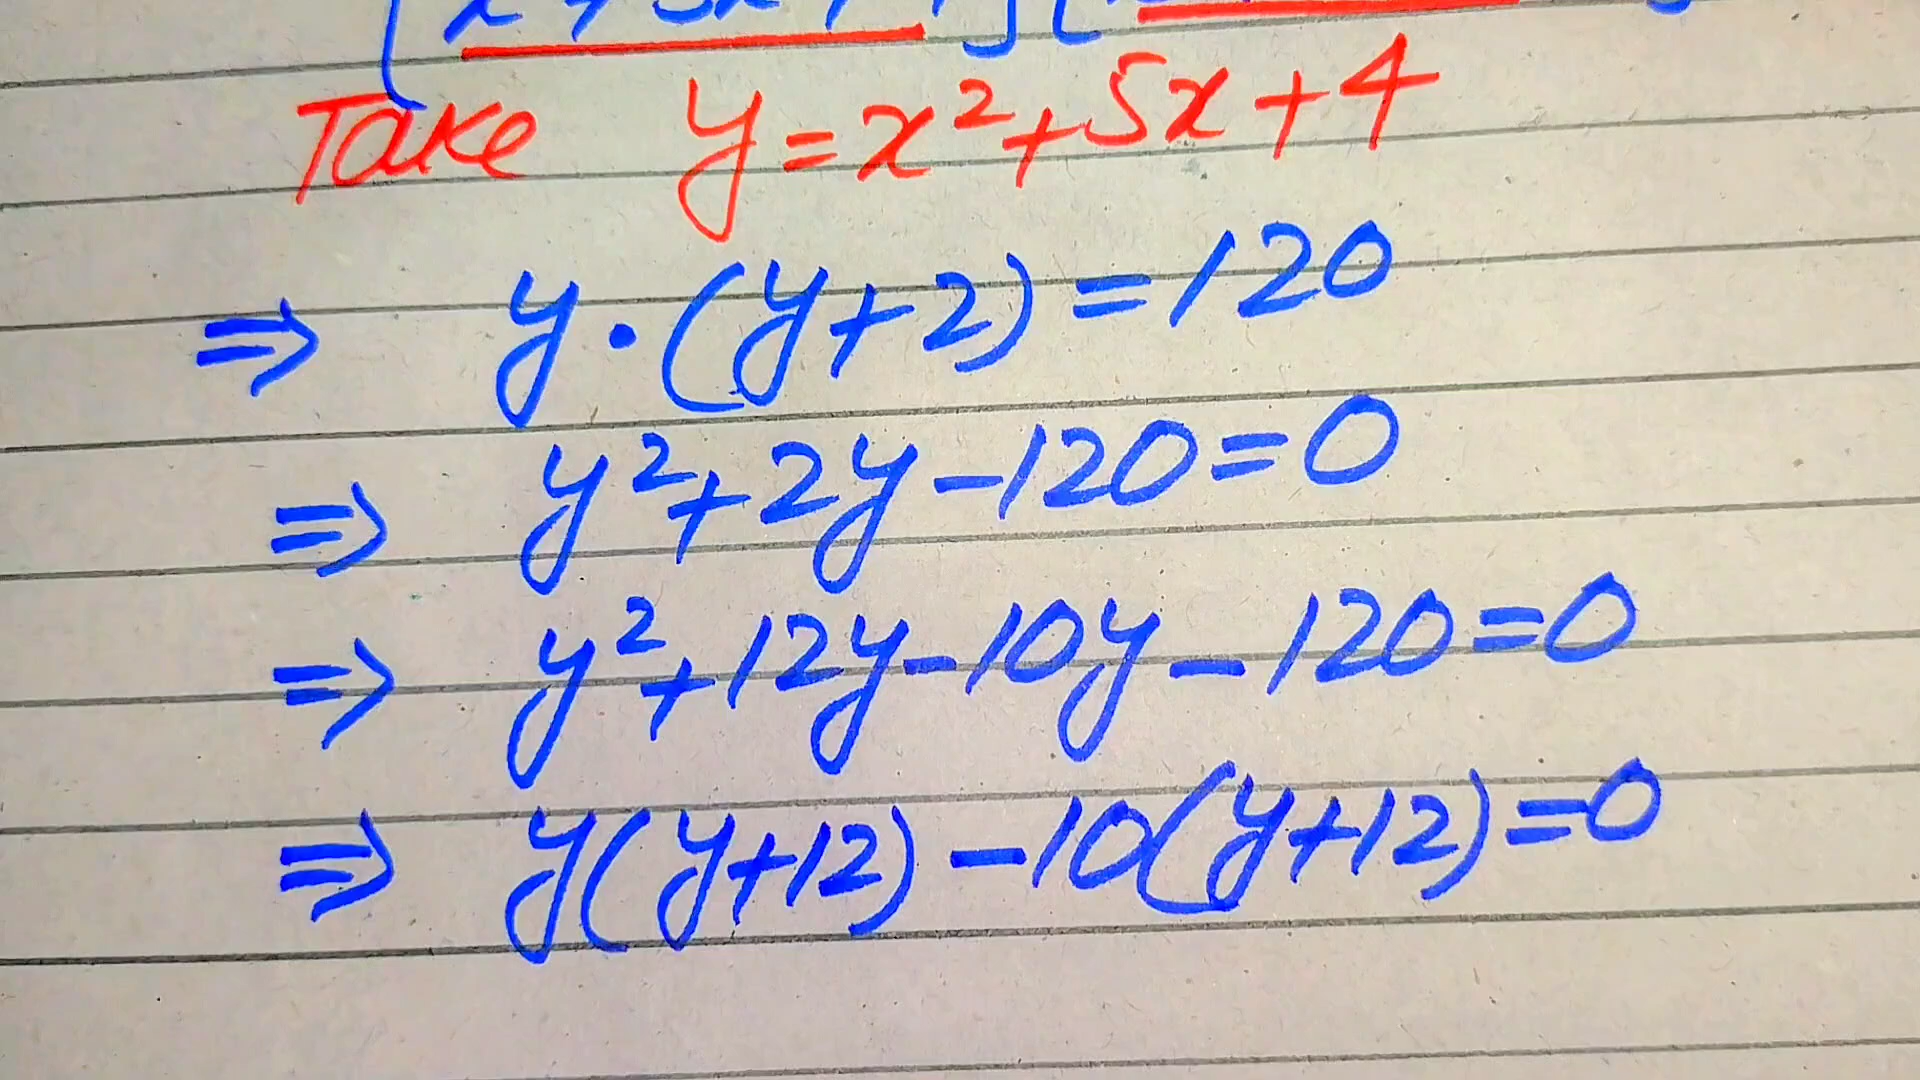 Take y = x² + 5x + 4
⇒ y · (y + 2) = 120
⇒ y² + 2y - 120 = 0
⇒ y² + 12y - 10y - 120 = 0
⇒ y(y + 12) - 10(y + 12) = 0